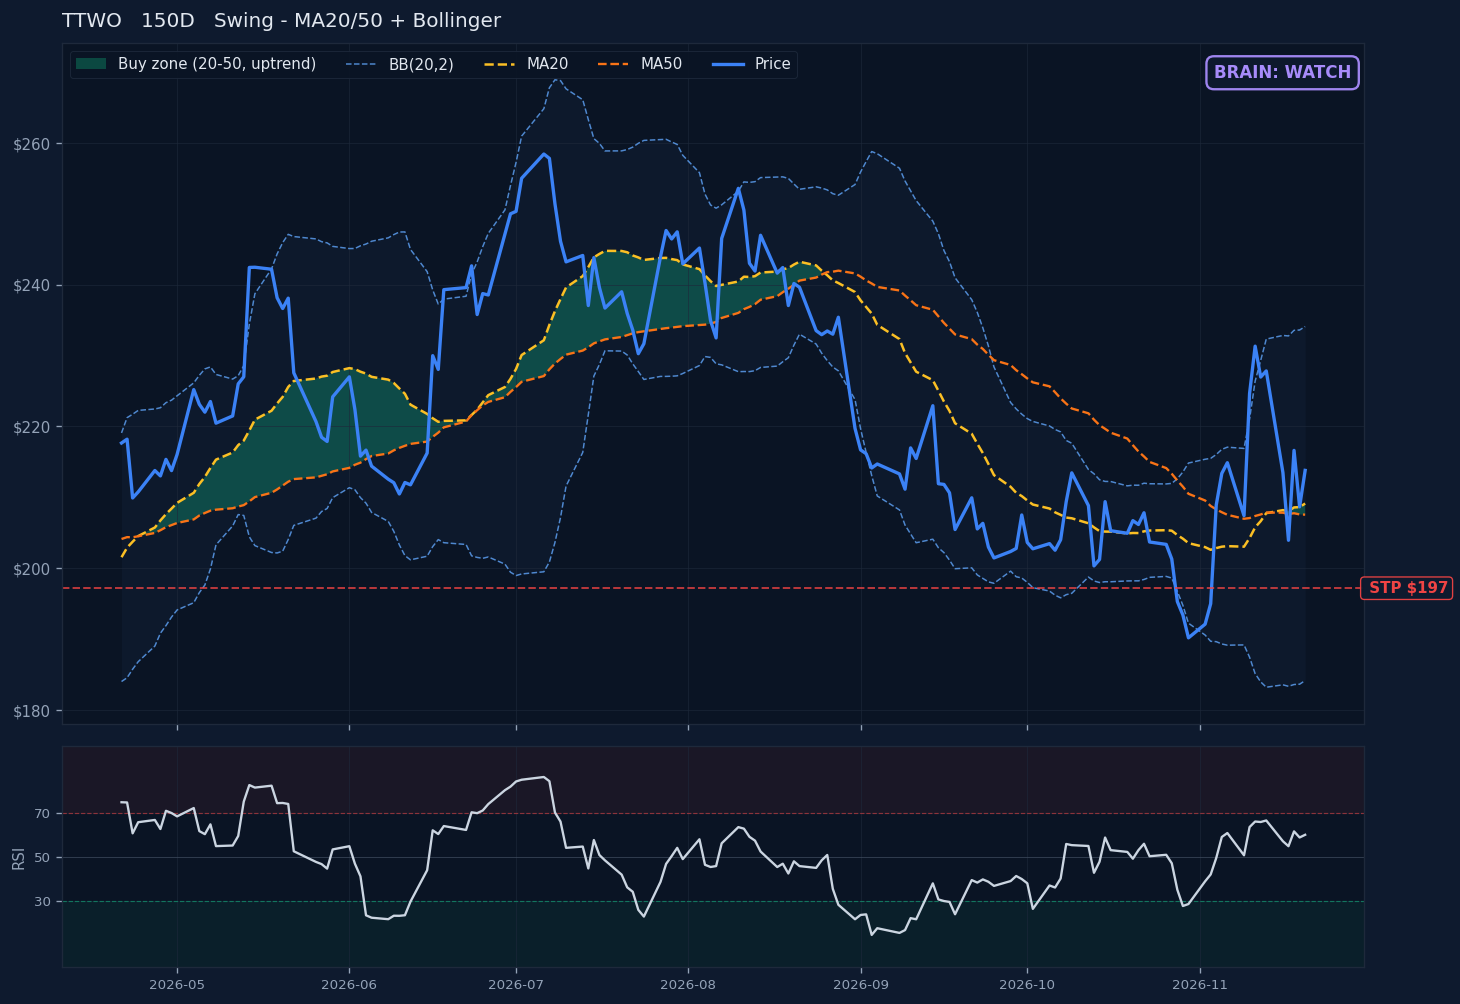 TTWO   150D   Swing - MA20/50 + Bollinger
Buy zone (20-50, uptrend)   BB(20,2)   MA20   MA50   Price
BRAIN: WATCH
$260
$240
$220
$200
STP $197
$180
70
50
30
RSI
2026-05   2026-06   2026-07   2026-08   2026-09   2026-10   2026-11